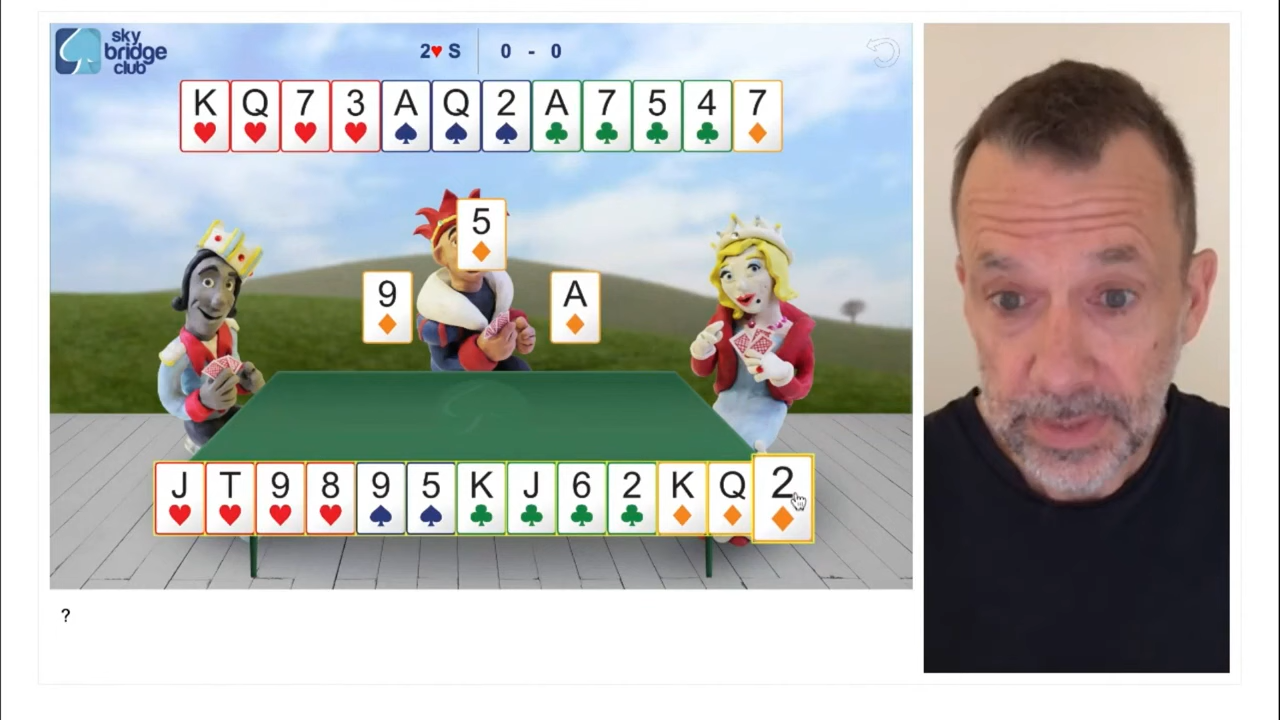 sky
bridge
club
2♥ S 0 - 0
K Q 7 3 A Q 2 A 7 5 4 7
♥ ♥ ♥ ♥ ♠ ♠ ♠ ♣ ♣ ♣ ♣ ♦
5
♦
9 A
♦ ♦
J T 9 8 9 5 K J 6 2 K Q 2
♥ ♥ ♥ ♥ ♠ ♠ ♣ ♣ ♣ ♣ ♦ ♦ ♦
?